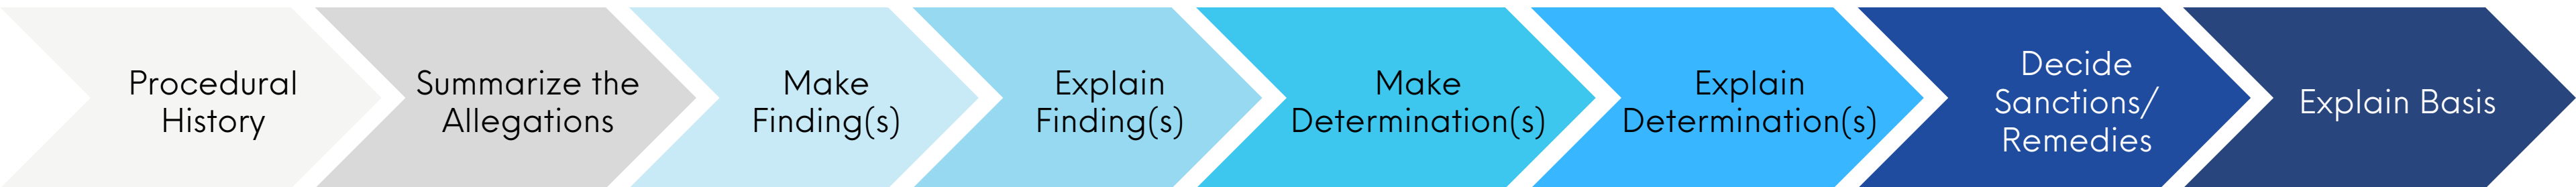 Procedural
History
Summarize the
Allegations
Make
Finding(s)
Explain
Finding(s)
Make
Determination(s)
Explain
Determination(s)
Decide
Sanctions/
Remedies
Explain Basis